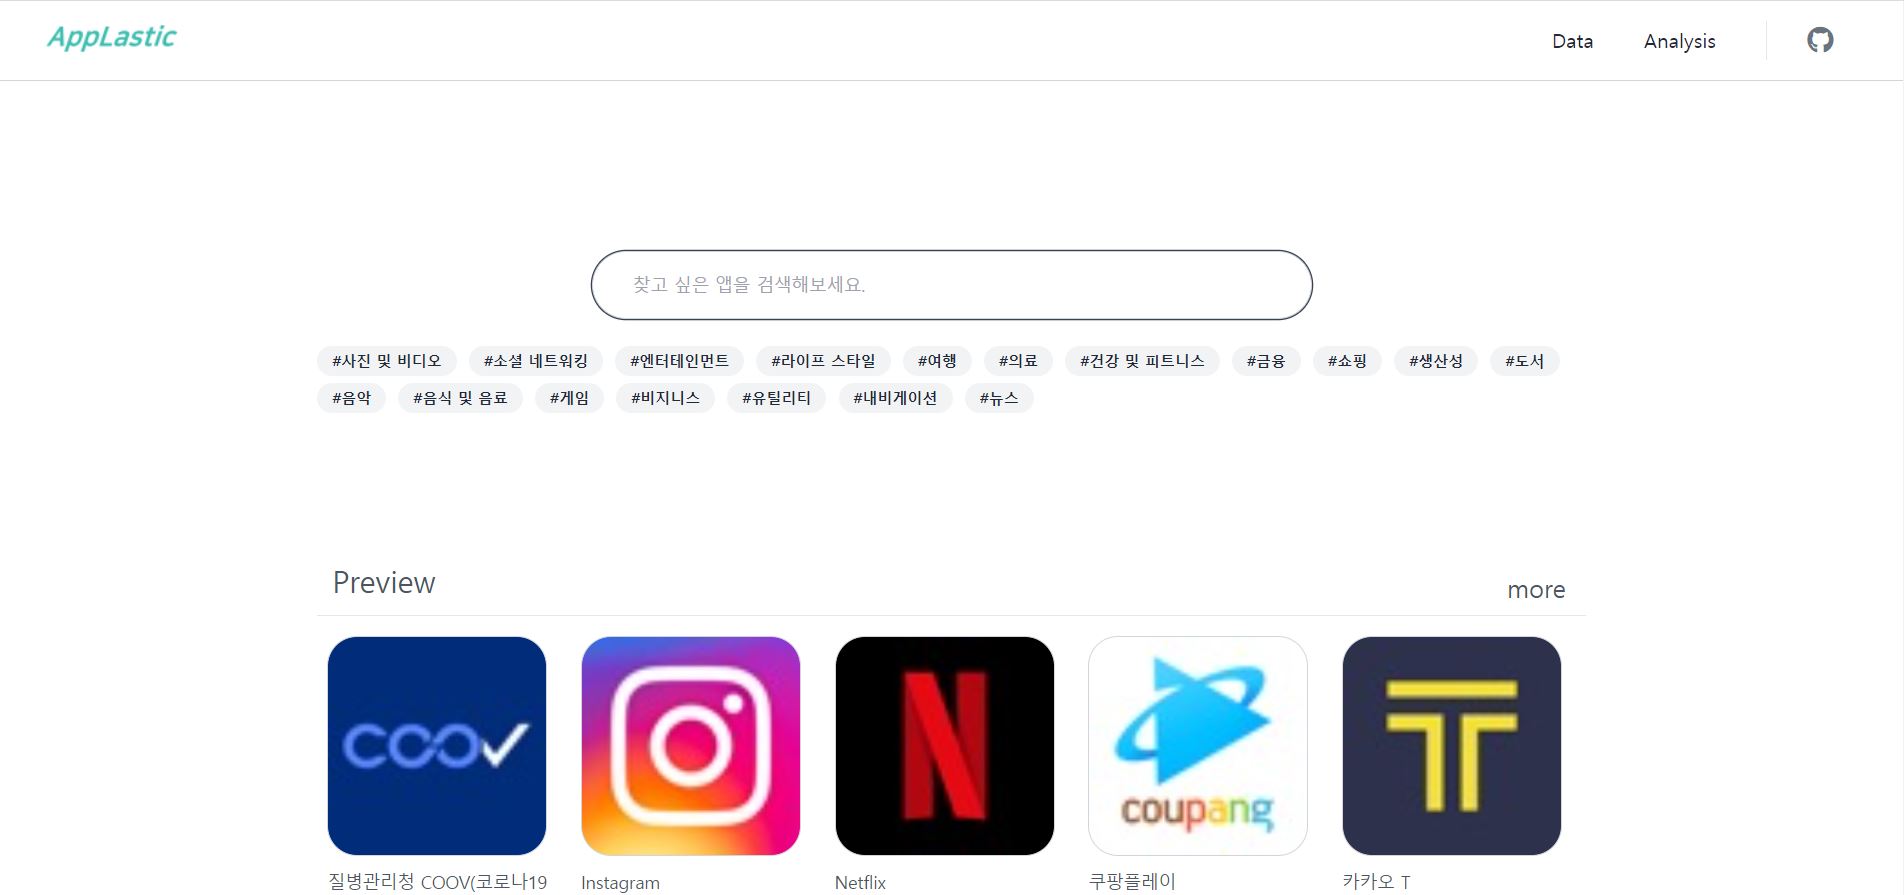 AppLastic
Data Analysis
찾고 싶은 앱을 검색해보세요.
#사진 및 비디오 #소셜 네트워킹 #엔터테인먼트 #라이프 스타일 #여행 #의료 #건강 및 피트니스 #금융 #쇼핑 #생산성 #도서
#음악 #음식 및 음료 #게임 #비지니스 #유틸리티 #내비게이션 #뉴스
Preview more
COOV
coupang
질병관리청 COOV(코로나19 Instagram Netflix 쿠팡플레이 카카오 T